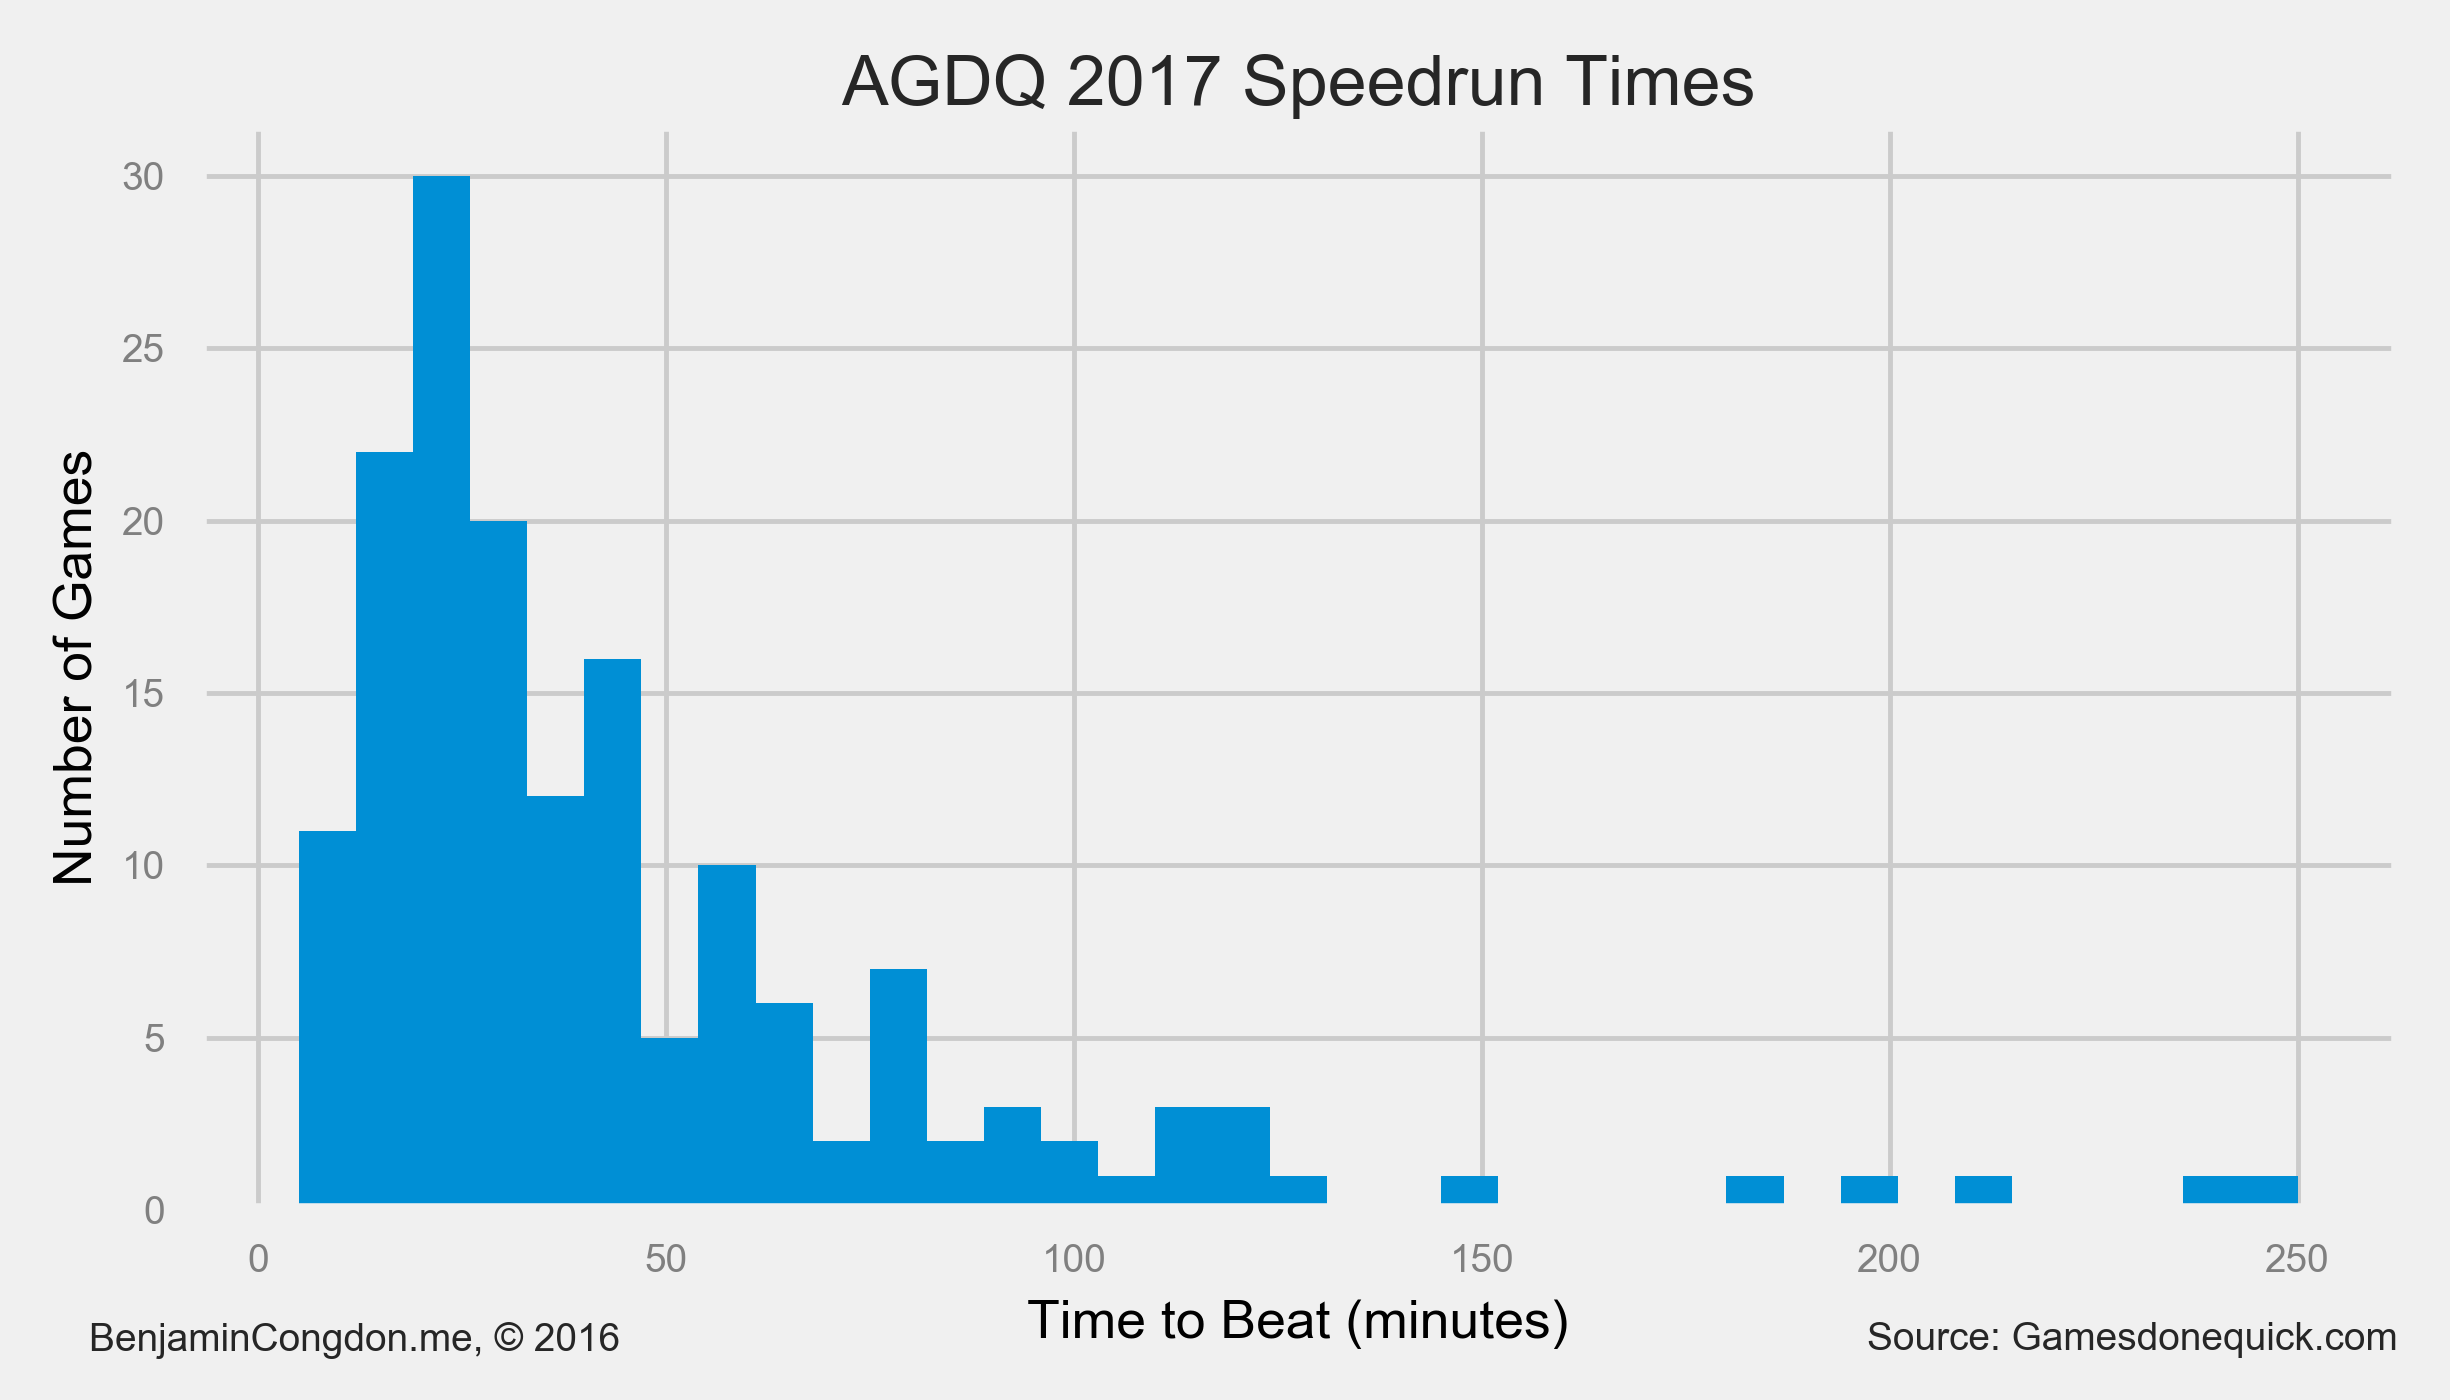 AGDQ 2017 Speedrun Times
30
25
20
15
10
5
0
Number of Games
0 50 100 150 200 250
Time to Beat (minutes)
BenjaminCongdon.me, © 2016
Source: Gamesdonequick.com